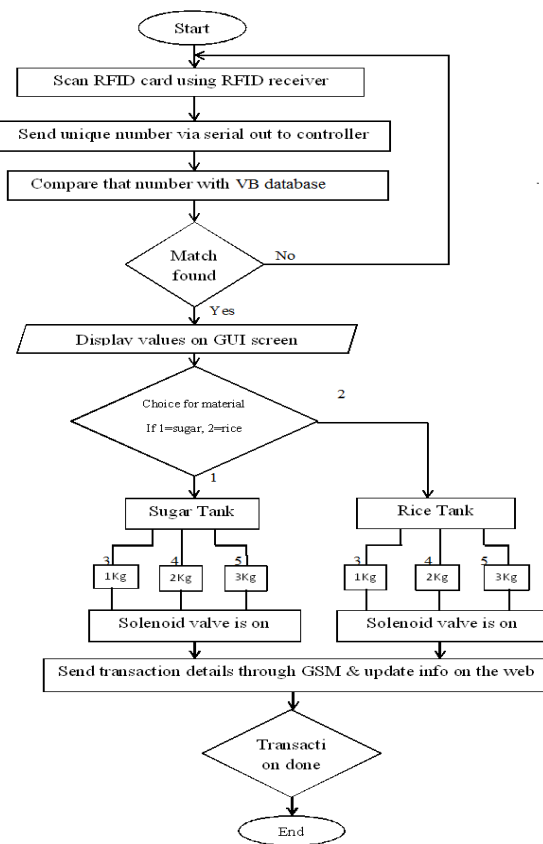 Start
Scan RFID card using RFID receiver
Send unique number via serial out to controller
Compare that number with VB database
Match
found
No
Yes
Display values on GUI screen
Choice for material
If 1=sugar, 2=rice
2
1
Sugar Tank
Rice Tank
3
4
5
3
4
5
1Kg
2Kg
3Kg
1Kg
2Kg
3Kg
Solenoid valve is on
Solenoid valve is on
Send transaction details through GSM & update info on the web
Transacti
on done
End